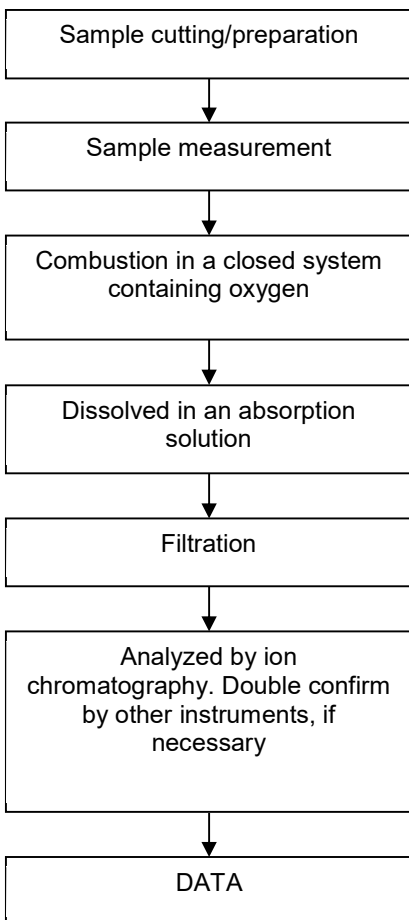 Sample cutting/preparation
Sample measurement
Combustion in a closed system
containing oxygen
Dissolved in an absorption
solution
Filtration
Analyzed by ion
chromatography. Double confirm
by other instruments, if
necessary
DATA